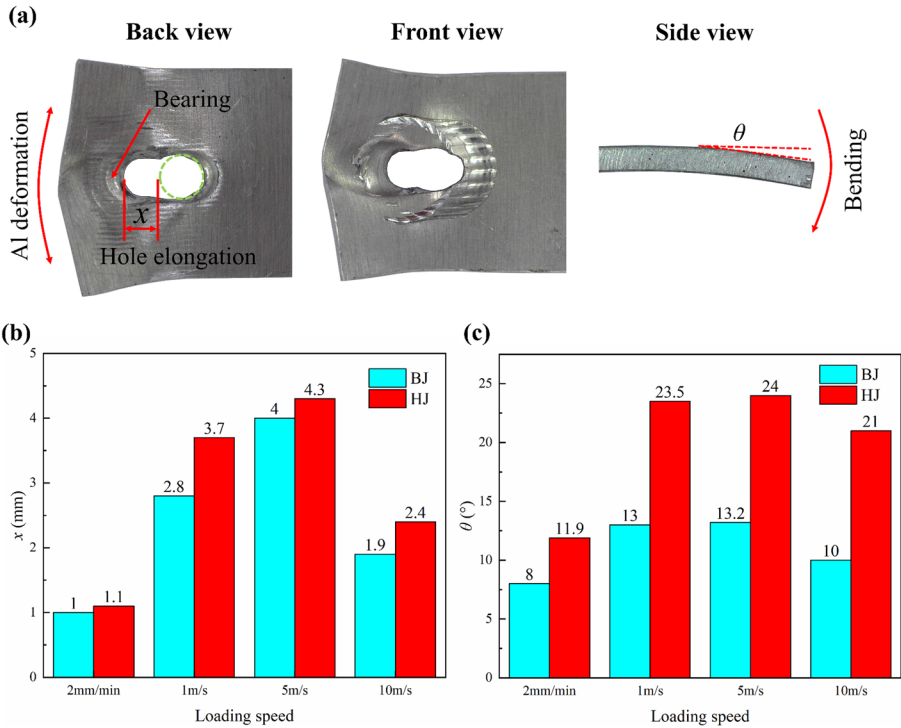 (a)
Back view
Front view
Side view
Al deformation
Bearing
x
Hole elongation
θ
Bending
(b)
x (mm)
5
4
3
2
1
0
BJ
HJ
1
1.1
2.8
3.7
4
4.3
1.9
2.4
2mm/min
1m/s
5m/s
10m/s
Loading speed
(c)
θ (°)
25
20
15
10
5
0
BJ
HJ
8
11.9
13
23.5
13.2
24
10
21
2mm/min
1m/s
5m/s
10m/s
Loading speed